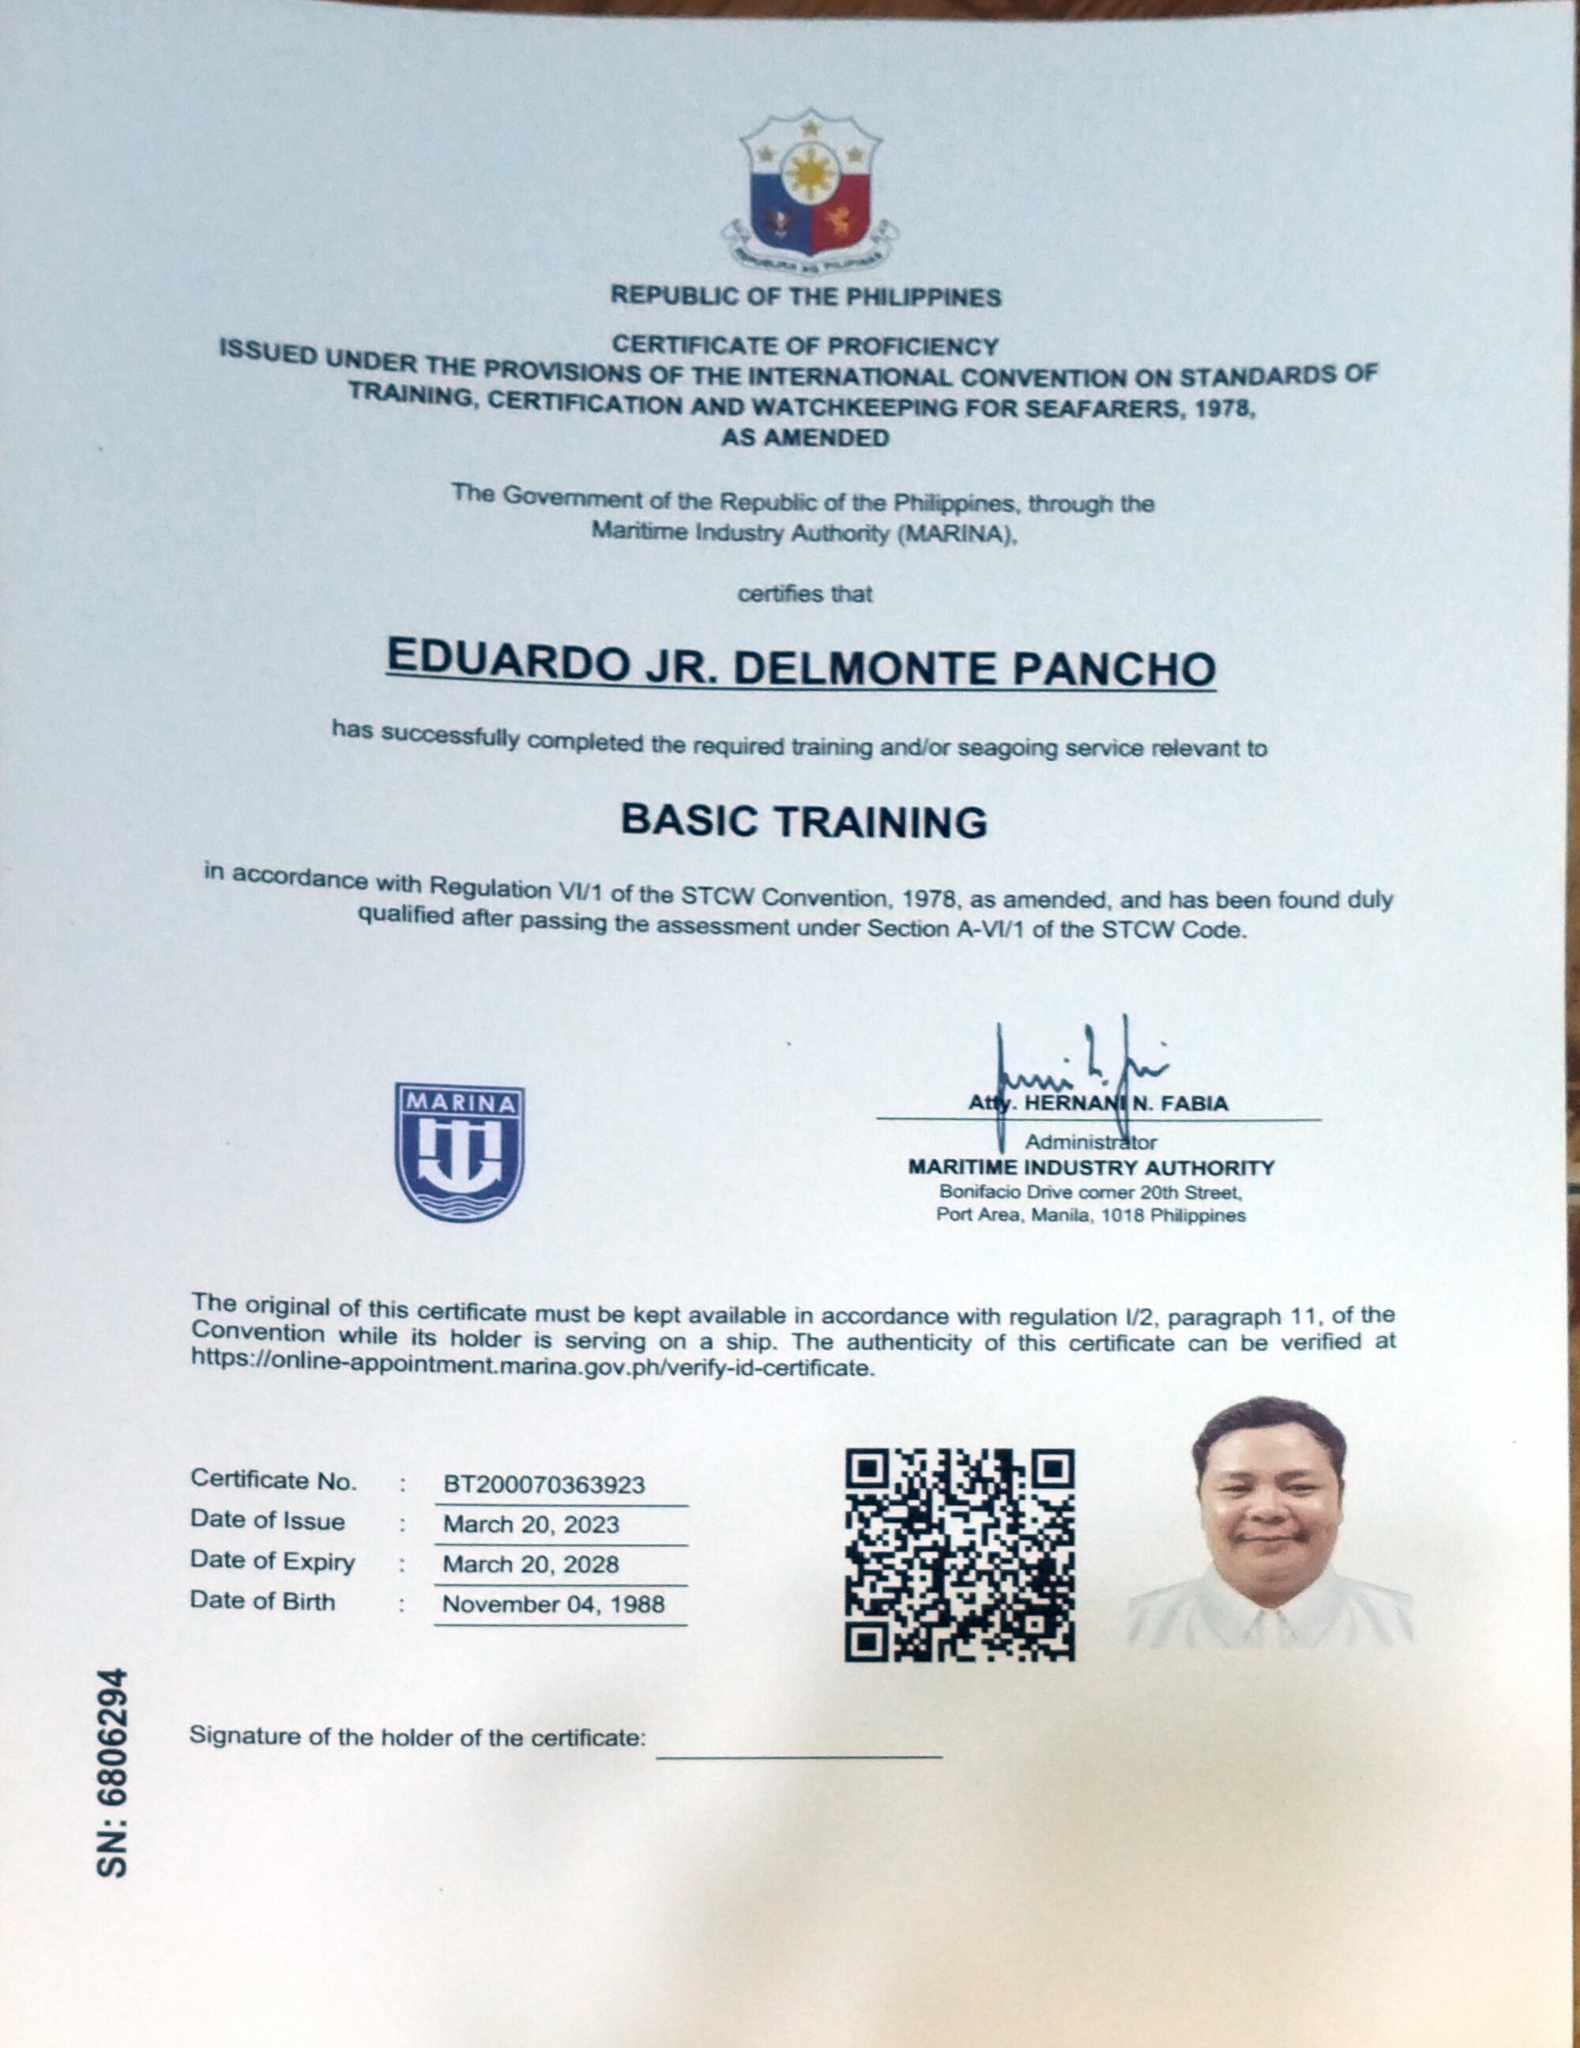 REPUBLIKA NG PILIPINAS
REPUBLIC OF THE PHILIPPINES
CERTIFICATE OF PROFICIENCY
ISSUED UNDER THE PROVISIONS OF THE INTERNATIONAL CONVENTION ON STANDARDS OF
TRAINING, CERTIFICATION AND WATCHKEEPING FOR SEAFARERS, 1978,
AS AMENDED
The Government of the Republic of the Philippines, through the
Maritime Industry Authority (MARINA),
certifies that
EDUARDO JR. DELMONTE PANCHO
has successfully completed the required training and/or seagoing service relevant to
BASIC TRAINING
in accordance with Regulation VI/1 of the STCW Convention, 1978, as amended, and has been found duly
qualified after passing the assessment under Section A-VI/1 of the STCW Code.
MARINA
Atty. HERNANI N. FABIA
Administrator
MARITIME INDUSTRY AUTHORITY
Bonifacio Drive corner 20th Street,
Port Area, Manila, 1018 Philippines
The original of this certificate must be kept available in accordance with regulation I/2, paragraph 11, of the
Convention while its holder is serving on a ship. The authenticity of this certificate can be verified at
https://online-appointment.marina.gov.ph/verify-id-certificate.
Certificate No. : BT200070363923
Date of Issue : March 20, 2023
Date of Expiry : March 20, 2028
Date of Birth : November 04, 1988
Signature of the holder of the certificate:
SN: 6806294